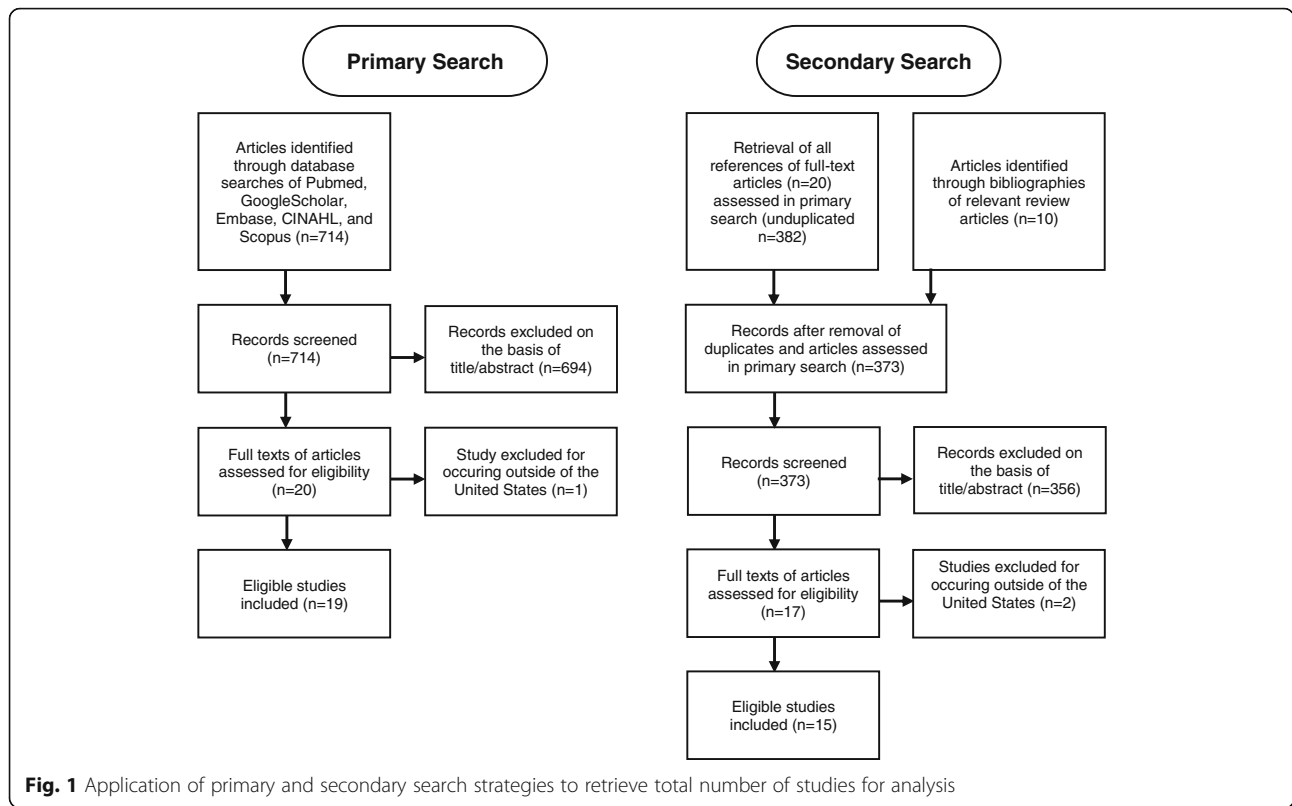 Primary Search
Articles identified
through database
searches of Pubmed,
GoogleScholar,
Embase, CINAHL, and
Scopus (n=714)
Records screened
(n=714)
Records excluded on
the basis of
title/abstract (n=694)
Full texts of articles
assessed for eligibility
(n=20)
Study excluded for
occuring outside of the
United States (n=1)
Eligible studies
included (n=19)
Secondary Search
Retrieval of all
references of full-text
articles (n=20)
assessed in primary
search (unduplicated
n=382)
Articles identified
through bibliographies
of relevant review
articles (n=10)
Records after removal of
duplicates and articles assessed
in primary search (n=373)
Records screened
(n=373)
Records excluded on
the basis of
title/abstract (n=356)
Full texts of articles
assessed for eligibility
(n=17)
Studies excluded for
occuring outside of the
United States (n=2)
Eligible studies
included (n=15)
Fig. 1 Application of primary and secondary search strategies to retrieve total number of studies for analysis